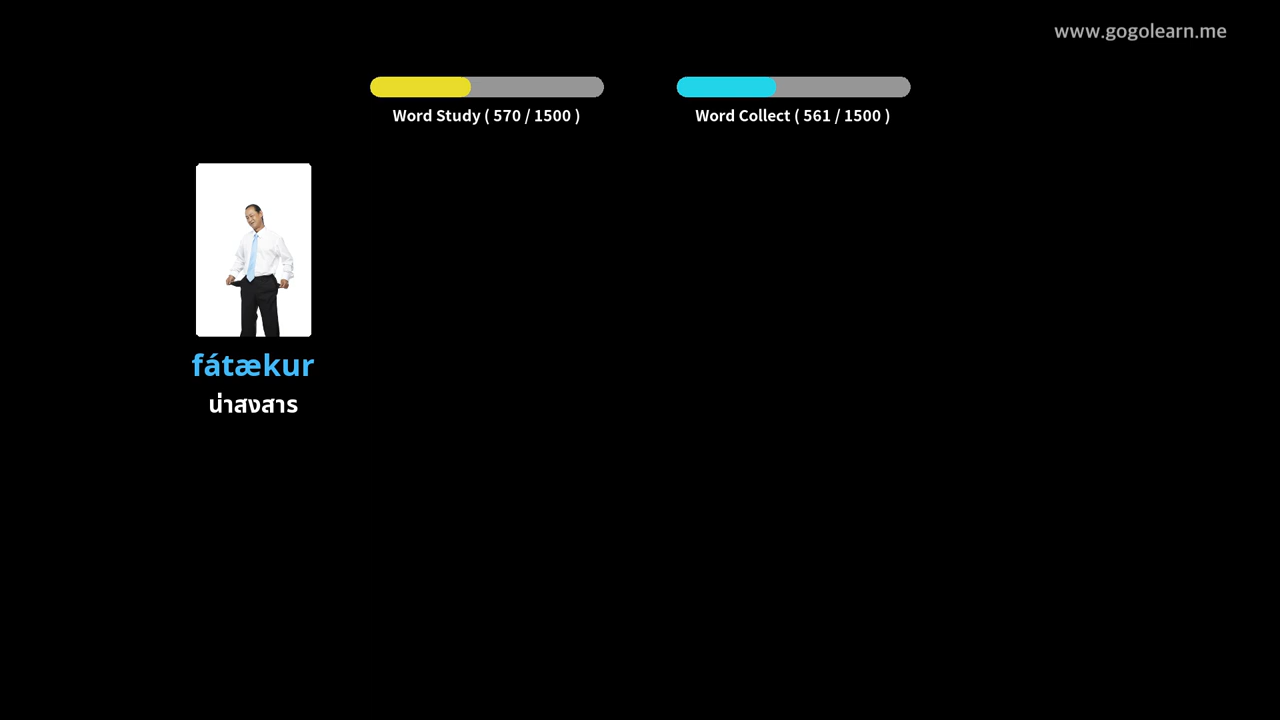 www.gogolearn.me
Word Study ( 570 / 1500 )
Word Collect ( 561 / 1500 )
fátækur
น่าสงสาร